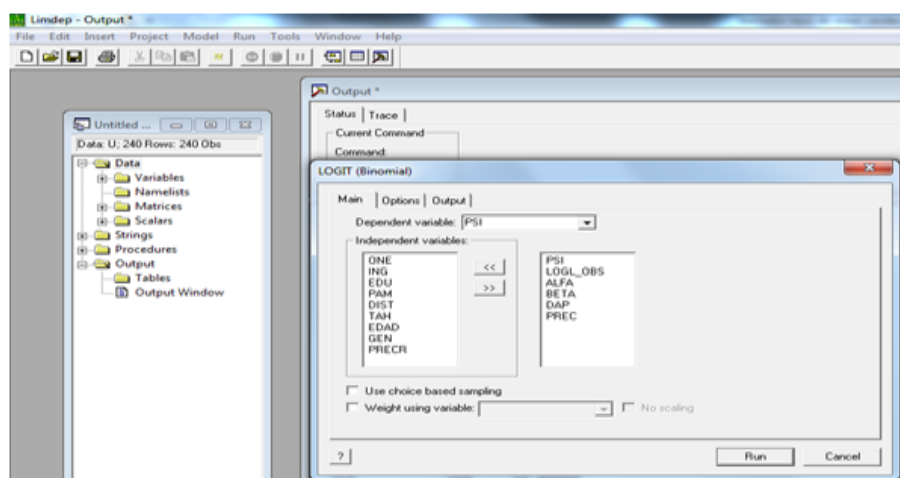 Limdep - Output *
File Edit Insert Project Model Run Tools Window Help
Output *
Status Trace
Current Command
Command:
Untitled ...
Data: U; 240 Rows: 240 Obs
Data
Variables
Namelists
Matrices
Scalars
Strings
Procedures
Output
Tables
Output Window
LOGIT (Binomial)
Main Options Output
Dependent variable: PSI
Independent variables:
ONE
ING
EDU
PAM
DIST
TAH
EDAD
GEN
PRECR
<<
>>
PSI
LOGL_OBS
ALFA
BETA
DAP
PREC
Use choice based sampling
Weight using variable: No scaling
? Run Cancel